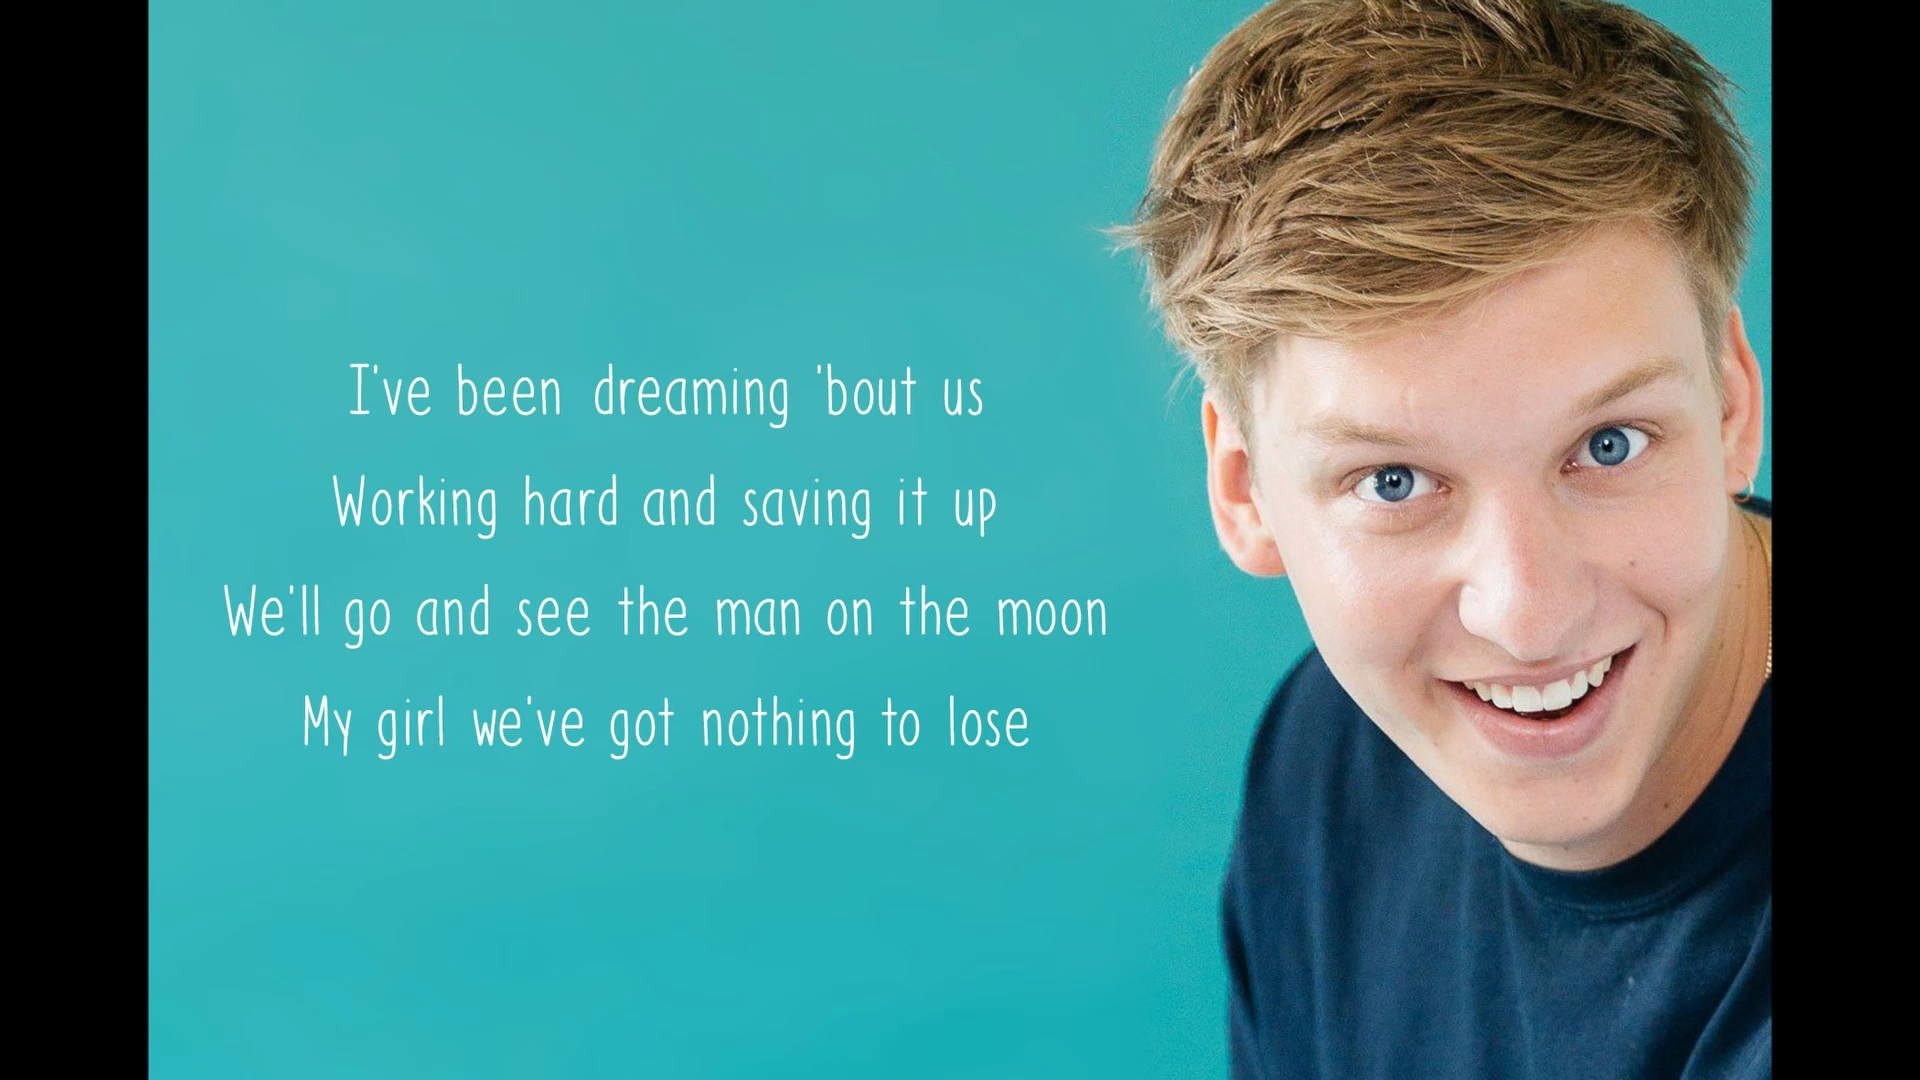 I've been dreaming 'bout us
Working hard and saving it up
We'll go and see the man on the moon
My girl we've got nothing to lose